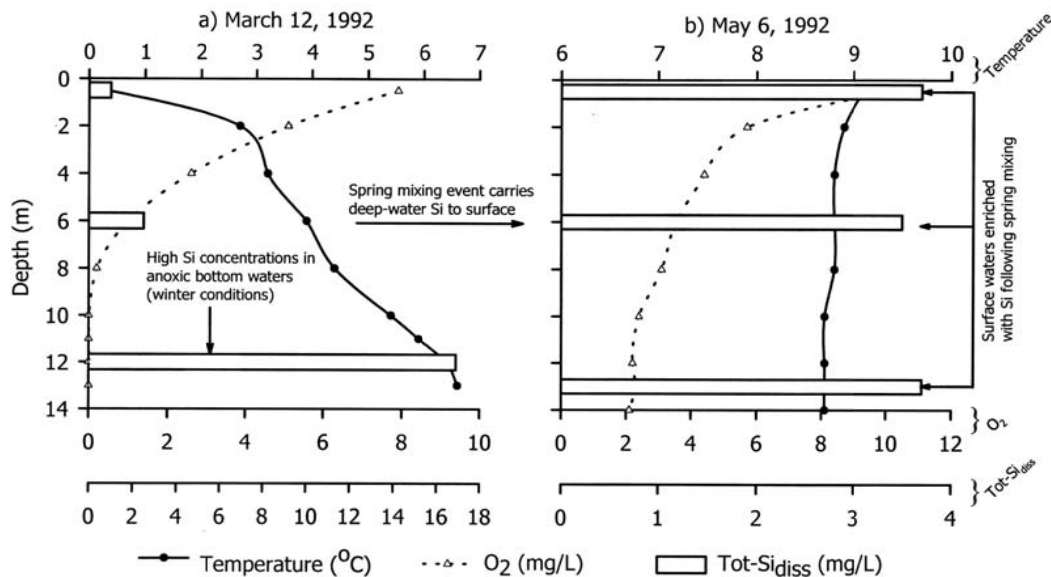 a) March 12, 1992
0 1 2 3 4 5 6 7
b) May 6, 1992
6 7 8 9 10
Temperature
Depth (m)
0
2
4
6
8
10
12
14
High Si concentrations in
anoxic bottom waters
(winter conditions)
Spring mixing event carries
deep-water Si to surface
Surface waters enriched
with Si following spring mixing
0 2 4 6 8 10
0 2 4 6 8 10 12
O2
0 2 4 6 8 10 12 14 16 18
0 1 2 3 4
Tot-Sidiss
Temperature (°C)
O2 (mg/L)
Tot-Sidiss (mg/L)